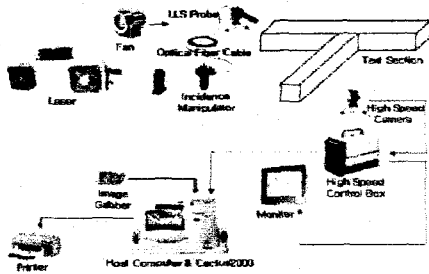 LLS Probe
Fan
Optical Fiber Cable
Test Section
Laser
Incidence
Manipulator
High Speed
Camera
Image
Gabber
High Speed
Control Box
Monitor
Printer
Host Computer & Cactus2000